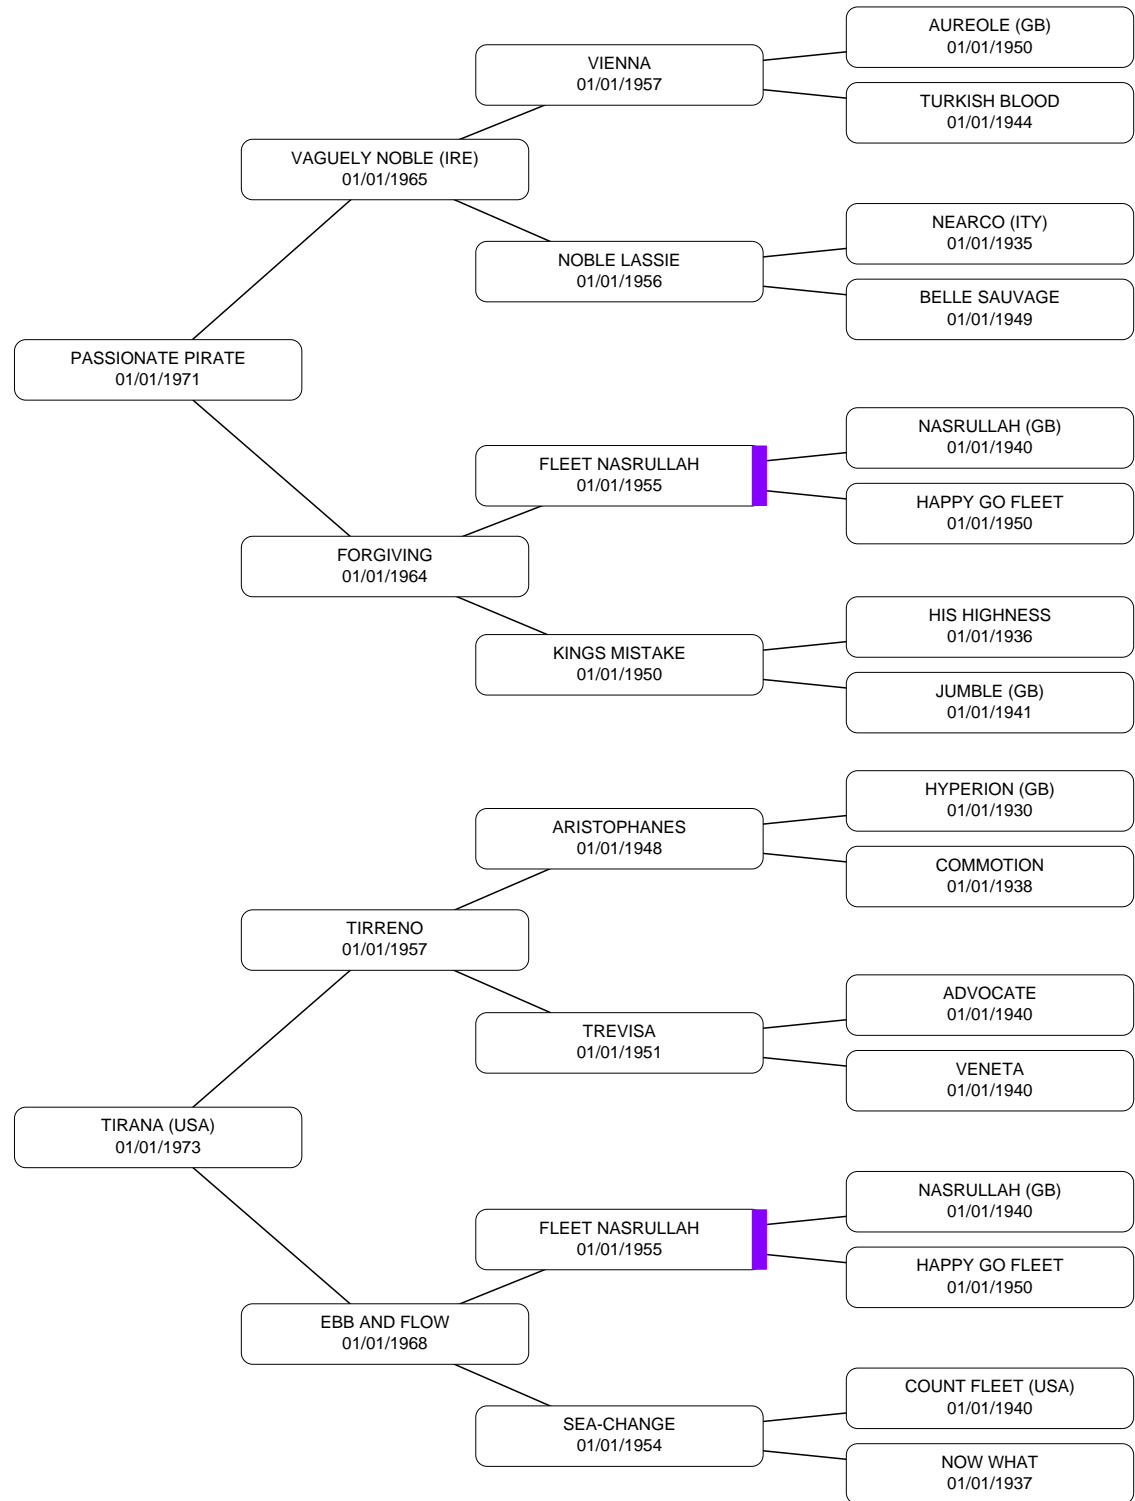 AUREOLE (GB)
01/01/1950
VIENNA
01/01/1957
TURKISH BLOOD
01/01/1944
VAGUELY NOBLE (IRE)
01/01/1965
NEARCO (ITY)
01/01/1935
NOBLE LASSIE
01/01/1956
BELLE SAUVAGE
01/01/1949
PASSIONATE PIRATE
01/01/1971
NASRULLAH (GB)
01/01/1940
FLEET NASRULLAH
01/01/1955
HAPPY GO FLEET
01/01/1950
FORGIVING
01/01/1964
HIS HIGHNESS
01/01/1936
KINGS MISTAKE
01/01/1950
JUMBLE (GB)
01/01/1941
HYPERION (GB)
01/01/1930
ARISTOPHANES
01/01/1948
COMMOTION
01/01/1938
TIRRENO
01/01/1957
ADVOCATE
01/01/1940
TREVISA
01/01/1951
VENETA
01/01/1940
TIRANA (USA)
01/01/1973
NASRULLAH (GB)
01/01/1940
FLEET NASRULLAH
01/01/1955
HAPPY GO FLEET
01/01/1950
EBB AND FLOW
01/01/1968
COUNT FLEET (USA)
01/01/1940
SEA-CHANGE
01/01/1954
NOW WHAT
01/01/1937